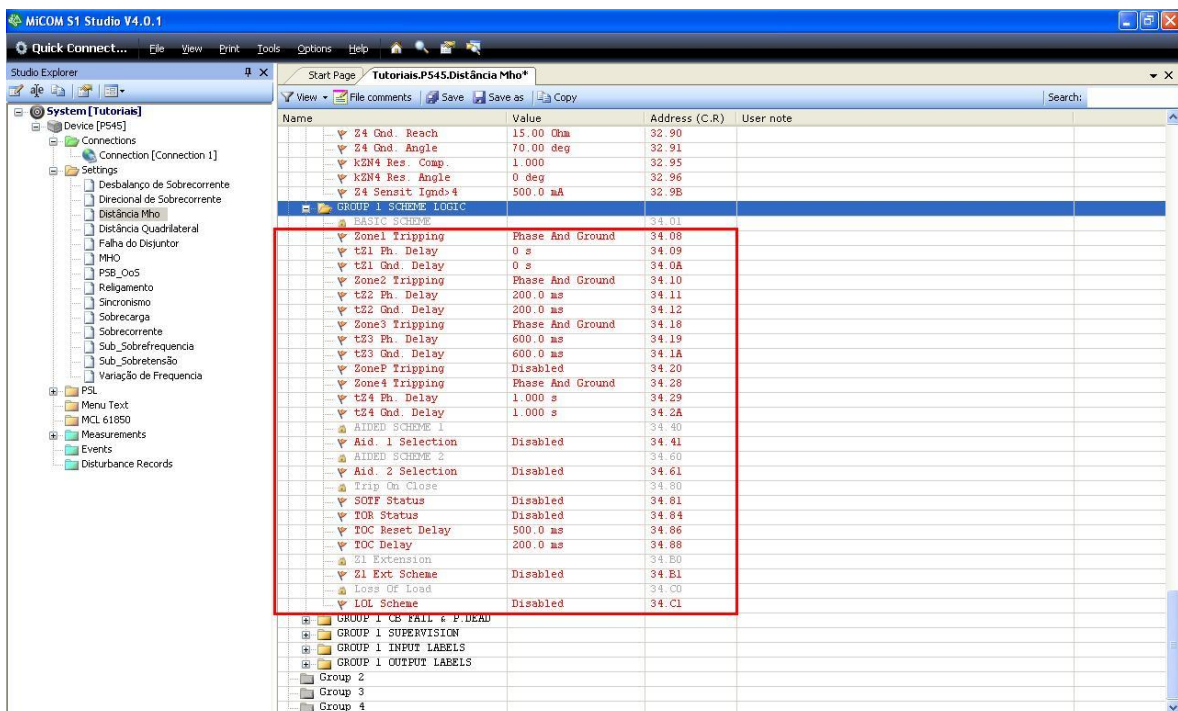 MiCOM S1 Studio V4.0.1
Quick Connect... File View Print Tools Options Help
Studio Explorer
System [Tutoriais]
Device [P545]
Connections
Connection [Connection 1]
Settings
Desbalanço de Sobrecorrente
Direcional de Sobrecorrente
Distância Mho
Distância Quadrilateral
Falha do Disjuntor
MHO
PSB_OoS
Religamento
Sincronismo
Sobrecarga
Sobrecorrente
Sub_Sobrefrequencia
Sub_Sobretensão
Variação de Frequencia
PSL
Menu Text
MCL 61850
Measurements
Events
Disturbance Records
Start Page Tutoriais.P545.Distância Mho*
View File comments Save Save as Copy Search:
Name Value Address (C.R) User note
Z4 Gnd. Reach 15.00 Ohm 32.90
Z4 Gnd. Angle 70.00 deg 32.91
kZN4 Res. Comp. 1.000 32.95
kZN4 Res. Angle 0 deg 32.96
Z4 Sensit Ignd>4 500.0 mA 32.9B
GROUP 1 SCHEME LOGIC
BASIC SCHEME 34.01
Zone1 Tripping Phase And Ground 34.08
tZ1 Ph. Delay 0 s 34.09
tZ1 Gnd. Delay 0 s 34.0A
Zone2 Tripping Phase And Ground 34.10
tZ2 Ph. Delay 200.0 ms 34.11
tZ2 Gnd. Delay 200.0 ms 34.12
Zone3 Tripping Phase And Ground 34.18
tZ3 Ph. Delay 600.0 ms 34.19
tZ3 Gnd. Delay 600.0 ms 34.1A
ZoneP Tripping Disabled 34.20
Zone4 Tripping Phase And Ground 34.28
tZ4 Ph. Delay 1.000 s 34.29
tZ4 Gnd. Delay 1.000 s 34.2A
AIDED SCHEME 1 34.40
Aid. 1 Selection Disabled 34.41
AIDED SCHEME 2 34.60
Aid. 2 Selection Disabled 34.61
Trip On Close 34.80
SOTF Status Disabled 34.81
TOR Status Disabled 34.84
TOC Reset Delay 500.0 ms 34.86
TOC Delay 200.0 ms 34.88
Z1 Extension 34.B0
Z1 Ext Scheme Disabled 34.B1
Loss Of Load 34.C0
LOL Scheme Disabled 34.C1
GROUP 1 CB FAIL & P.DEAD
GROUP 1 SUPERVISION
GROUP 1 INPUT LABELS
GROUP 1 OUTPUT LABELS
Group 2
Group 3
Group 4